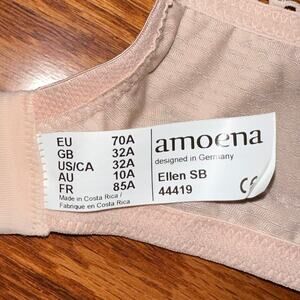 EU 70A
GB 32A
US/CA 32A
AU 10A
FR 85A
Made in Costa Rica /
Fabrique en Costa Rica
amoena
designed in Germany
Ellen SB
44419
CE